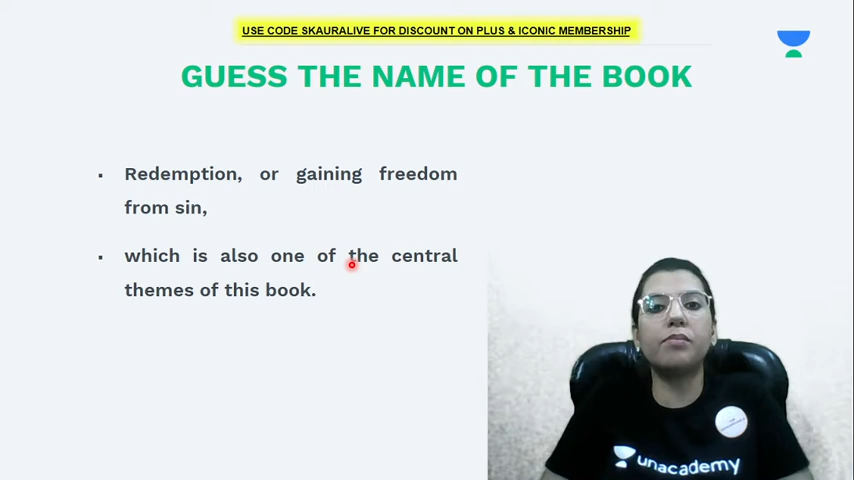 USE CODE SKAURALIVE FOR DISCOUNT ON PLUS & ICONIC MEMBERSHIP
GUESS THE NAME OF THE BOOK
▪ Redemption, or gaining freedom
from sin,
▪ which is also one of the central
themes of this book.
unacademy